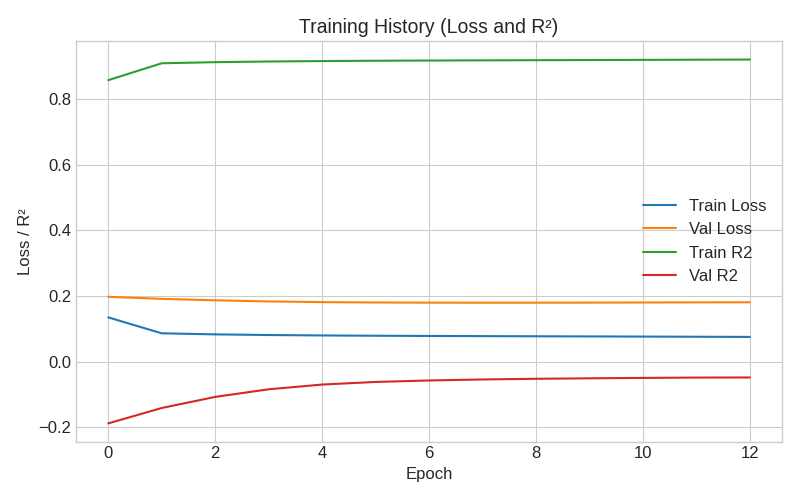 Training History (Loss and R²)
Loss / R²
0.8
0.6
0.4
0.2
0.0
−0.2
0 2 4 6 8 10 12
Epoch
Train Loss
Val Loss
Train R2
Val R2